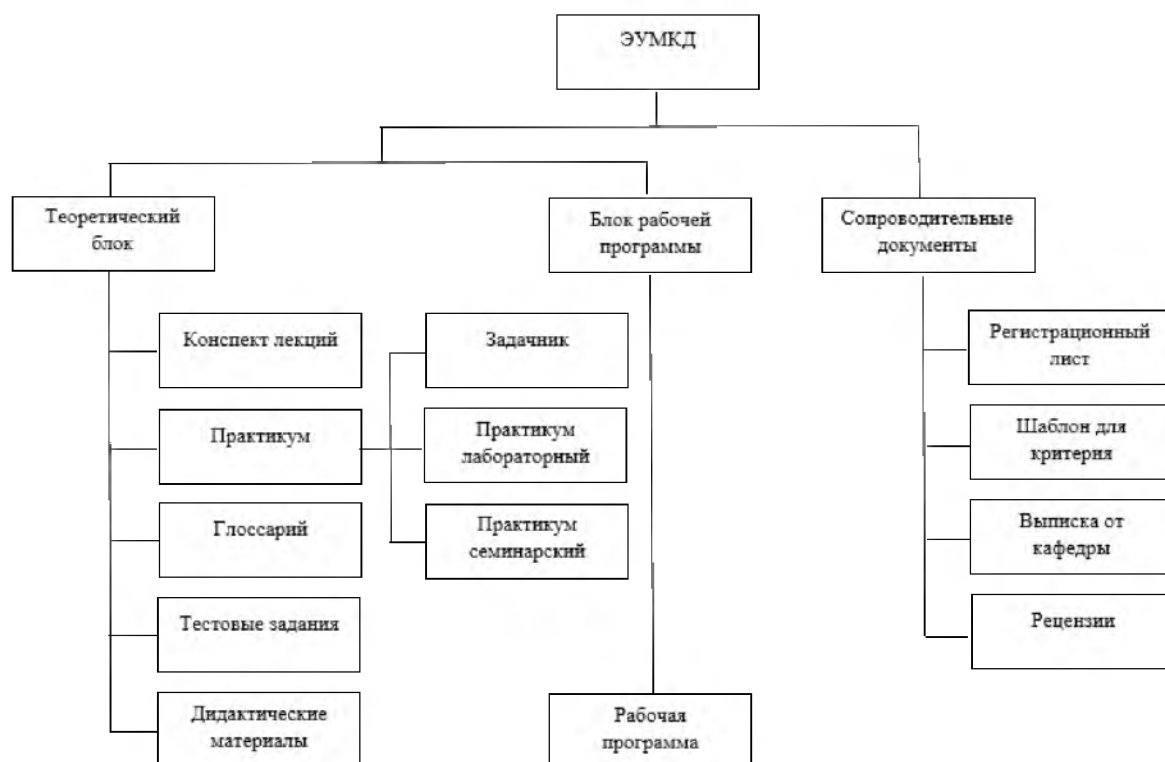 ЭУМКД
Теоретический
блок
Блок рабочей
программы
Сопроводительные
документы
Конспект лекций
Практикум
Глоссарий
Тестовые задания
Дидактические
материалы
Задачник
Практикум
лабораторный
Практикум
семинарский
Рабочая
программа
Регистрационный
лист
Шаблон для
критерия
Выписка от
кафедры
Рецензии